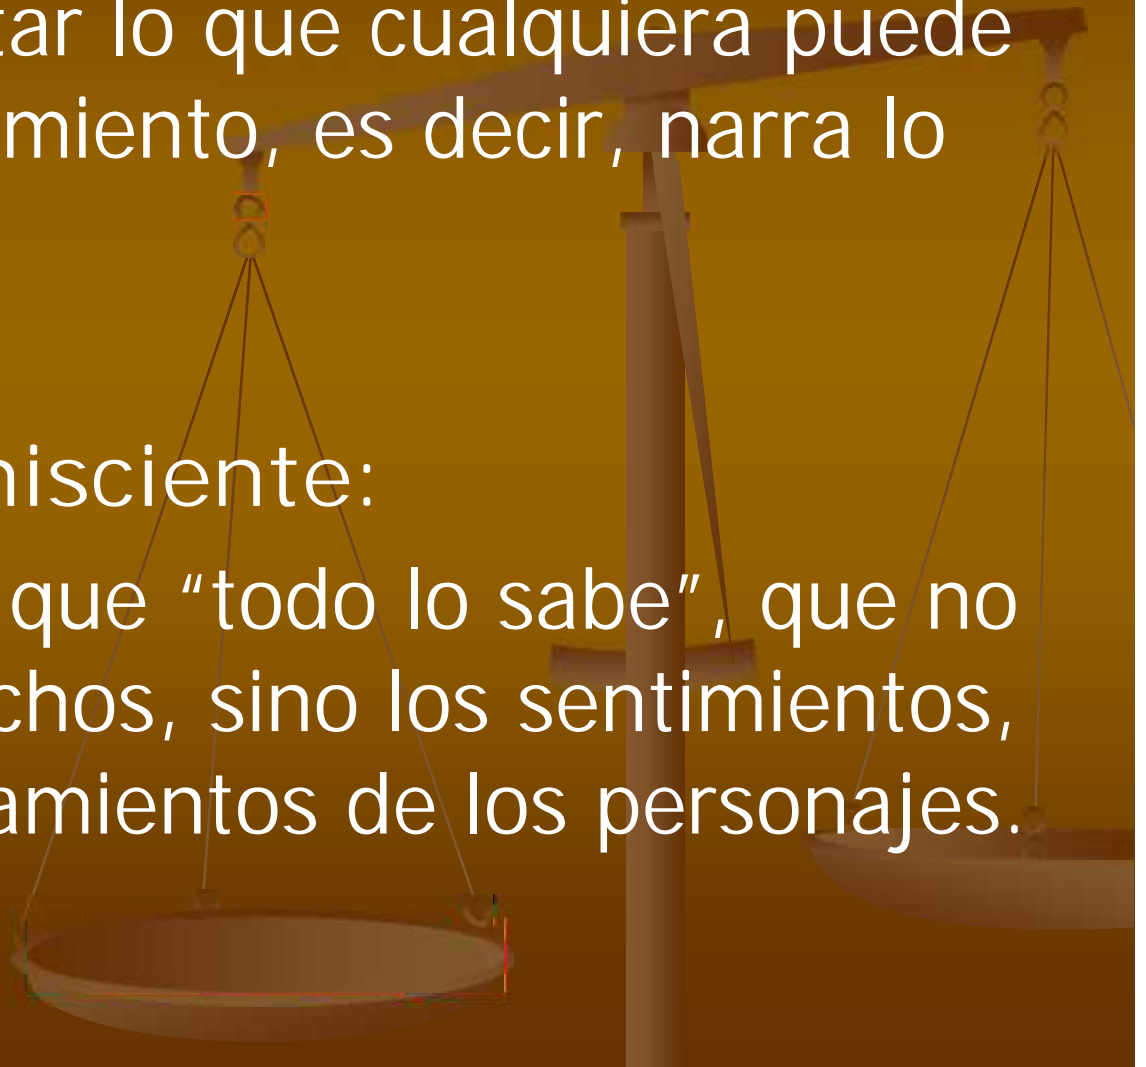 tar lo que cualquiera puede
miento, es decir, narra lo
nisciente:
que “todo lo sabe”, que no
chos, sino los sentimientos,
amientos de los personajes.